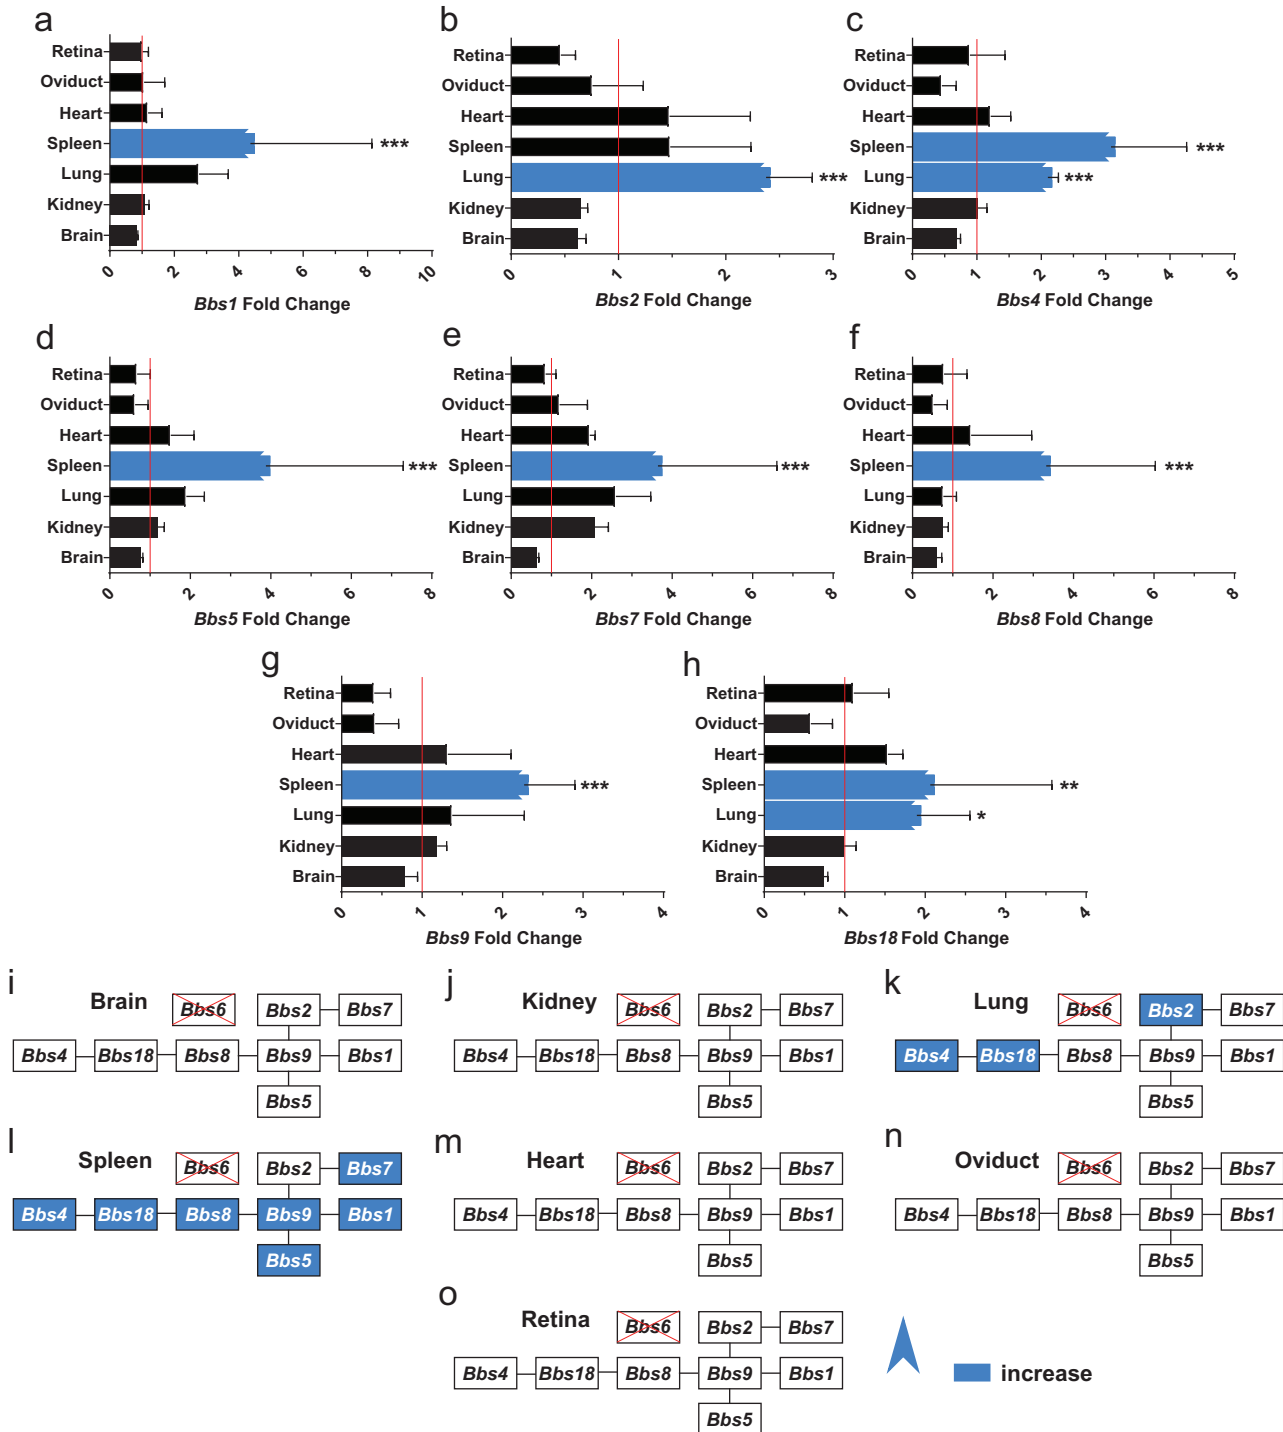 a
Retina
Oviduct
Heart
Spleen
***
Lung
Kidney
Brain
0 2 4 6 8 10
Bbs1 Fold Change
b
Retina
Oviduct
Heart
Spleen
Lung
***
Kidney
Brain
0 1 2 3
Bbs2 Fold Change
c
Retina
Oviduct
Heart
Spleen
***
Lung
***
Kidney
Brain
0 1 2 3 4 5
Bbs4 Fold Change
d
Retina
Oviduct
Heart
Spleen
***
Lung
Kidney
Brain
0 2 4 6 8
Bbs5 Fold Change
e
Retina
Oviduct
Heart
Spleen
***
Lung
Kidney
Brain
0 2 4 6 8
Bbs7 Fold Change
f
Retina
Oviduct
Heart
Spleen
***
Lung
Kidney
Brain
0 2 4 6 8
Bbs8 Fold Change
g
Retina
Oviduct
Heart
Spleen
***
Lung
Kidney
Brain
0 1 2 3 4
Bbs9 Fold Change
h
Retina
Oviduct
Heart
Spleen
**
Lung
*
Kidney
Brain
0 1 2 3 4
Bbs18 Fold Change
i
Brain Bbs6 Bbs2 Bbs7
Bbs4 Bbs18 Bbs8 Bbs9 Bbs1
Bbs5
j
Kidney Bbs6 Bbs2 Bbs7
Bbs4 Bbs18 Bbs8 Bbs9 Bbs1
Bbs5
k
Lung Bbs6 Bbs2 Bbs7
Bbs4 Bbs18 Bbs8 Bbs9 Bbs1
Bbs5
l
Spleen Bbs6 Bbs2 Bbs7
Bbs4 Bbs18 Bbs8 Bbs9 Bbs1
Bbs5
m
Heart Bbs6 Bbs2 Bbs7
Bbs4 Bbs18 Bbs8 Bbs9 Bbs1
Bbs5
n
Oviduct Bbs6 Bbs2 Bbs7
Bbs4 Bbs18 Bbs8 Bbs9 Bbs1
Bbs5
o
Retina Bbs6 Bbs2 Bbs7
Bbs4 Bbs18 Bbs8 Bbs9 Bbs1
Bbs5
increase